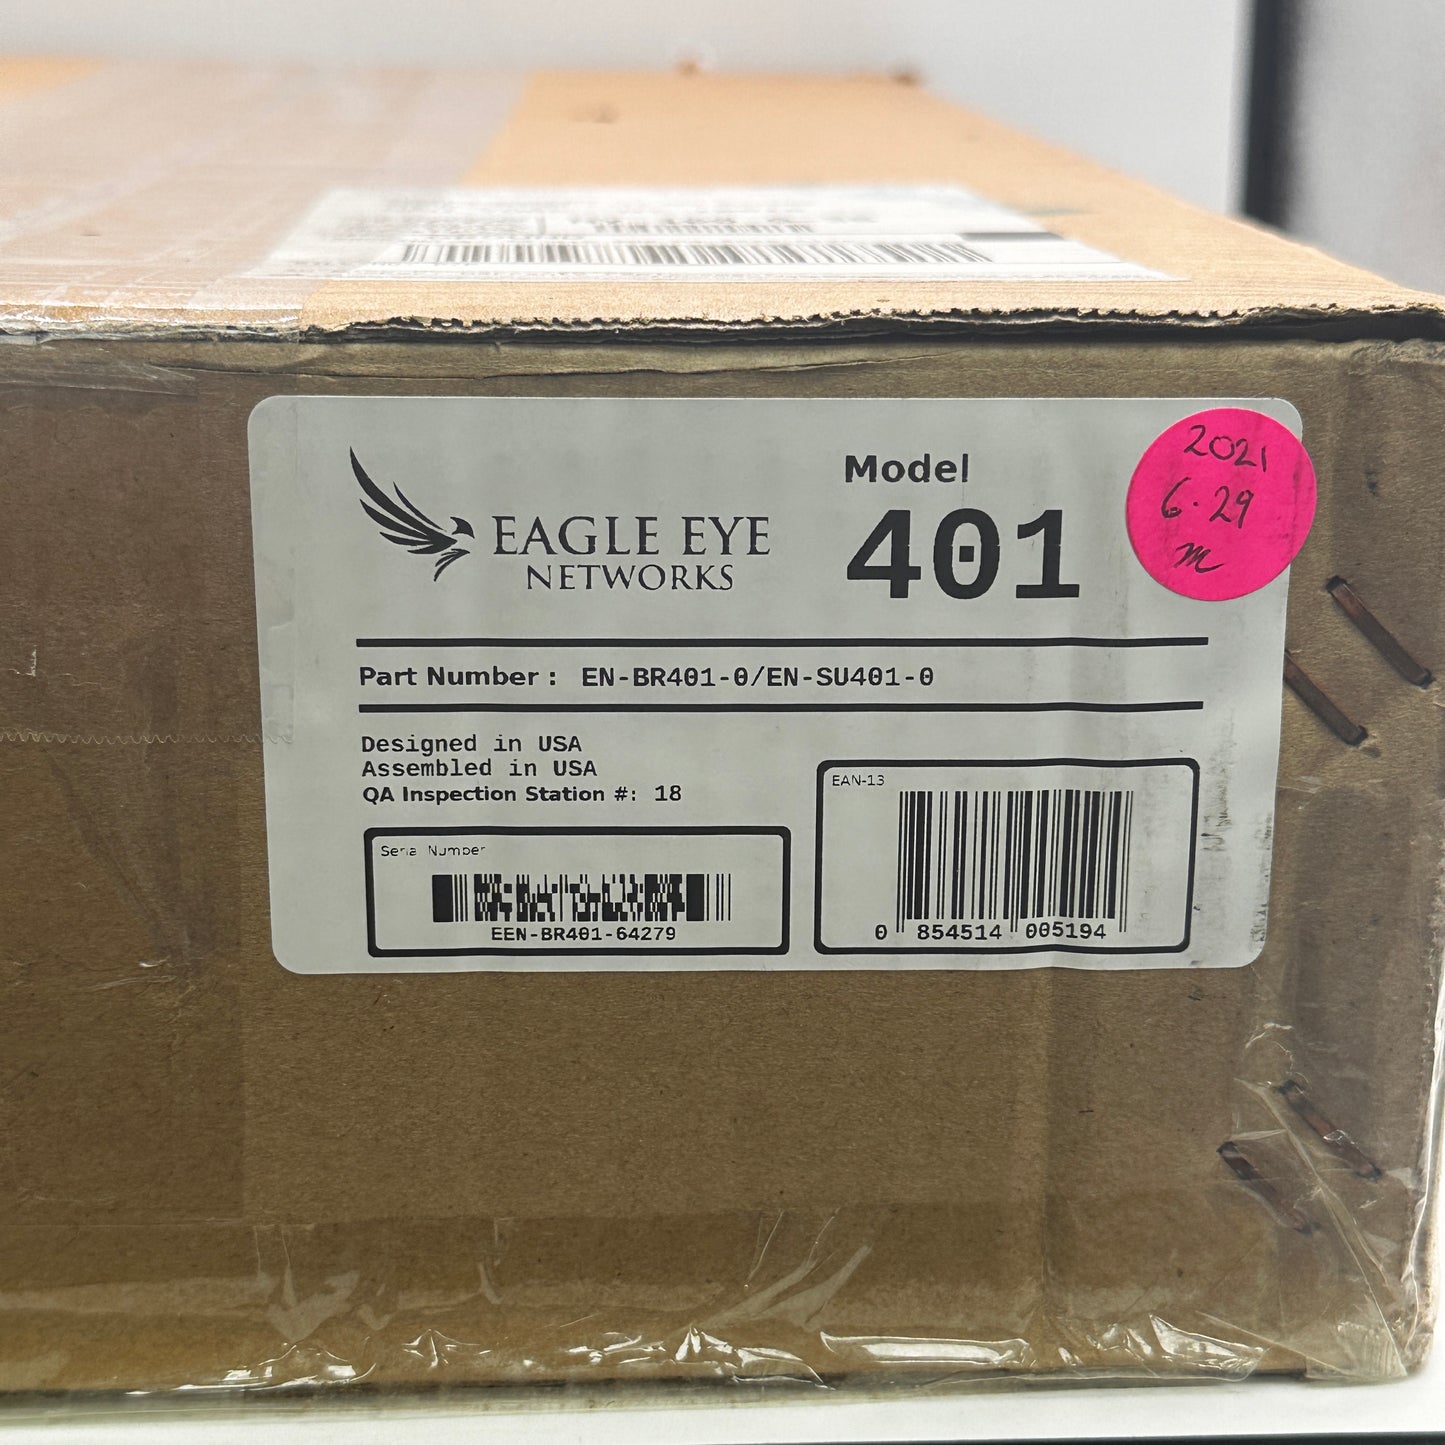 EAGLE EYE
NETWORKS
Model
401
2021
6.29
m
Part Number : EN-BR401-0/EN-SU401-0
Designed in USA
Assembled in USA
QA Inspection Station #: 18
Serial Number
EEN-BR401-64279
EAN-13
0 854514 005194